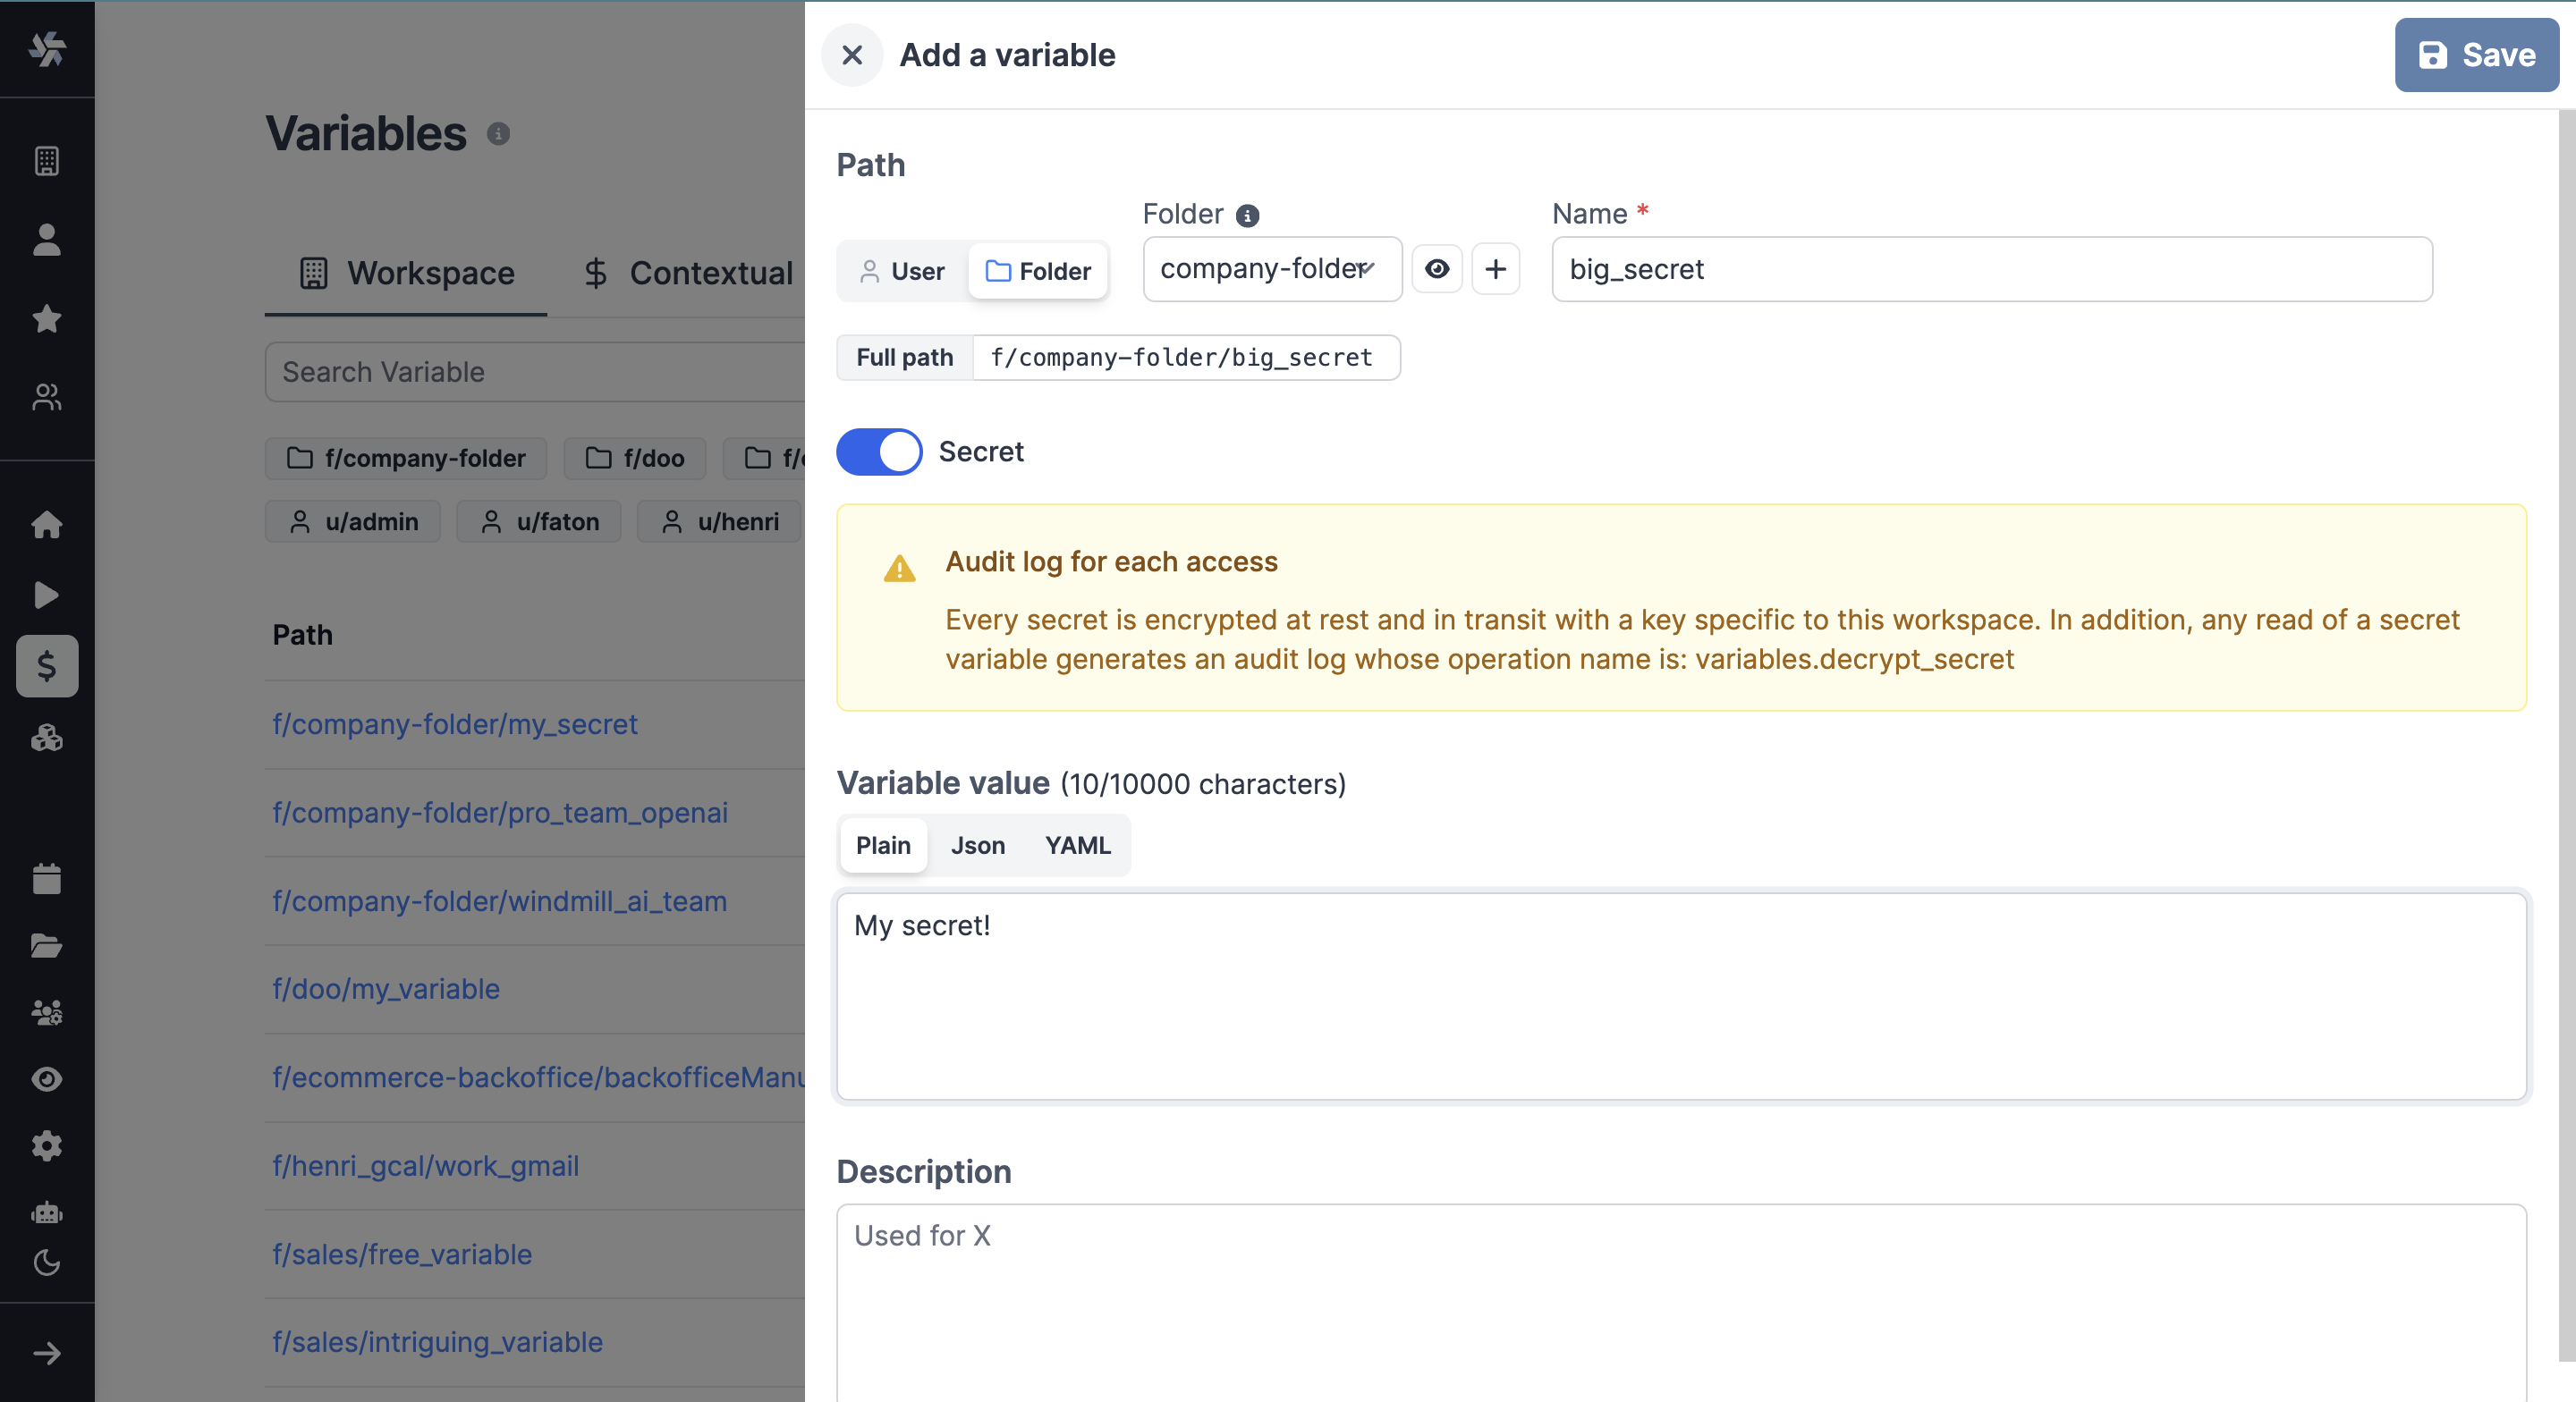 Variables
Workspace
Contextual
Search Variable
f/company-folder
f/doo
u/admin
u/faton
u/henri
Path
f/company-folder/my_secret
f/company-folder/pro_team_openai
f/company-folder/windmill_ai_team
f/doo/my_variable
f/ecommerce-backoffice/backofficeManu
f/henri_gcal/work_gmail
f/sales/free_variable
f/sales/intriguing_variable
Add a variable
Save
Path
Folder
Name *
User
Folder
company-folder
big_secret
Full path
f/company-folder/big_secret
Secret
Audit log for each access
Every secret is encrypted at rest and in transit with a key specific to this workspace. In addition, any read of a secret
variable generates an audit log whose operation name is: variables.decrypt_secret
Variable value (10/10000 characters)
Plain
Json
YAML
My secret!
Description
Used for X